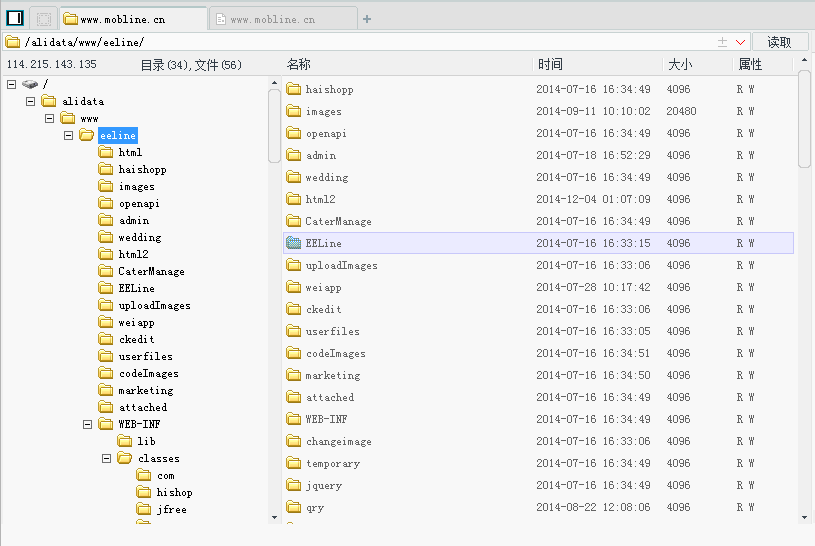 www.mobline.cn
www.mobline.cn
+
/alidata/www/eeline/
读取
114.215.143.135
目录(34),文件(56)
名称 时间 大小 属性
/
alidata
www
eeline
html
haishopp
images
openapi
admin
wedding
html2
CaterManage
EELine
uploadImages
weiapp
ckedit
userfiles
codeImages
marketing
attached
WEB-INF
lib
classes
com
hishop
jfree
haishopp 2014-07-16 16:34:49 4096 R W
images 2014-09-11 10:10:02 20480 R W
openapi 2014-07-16 16:34:49 4096 R W
admin 2014-07-18 16:52:29 4096 R W
wedding 2014-07-16 16:34:49 4096 R W
html2 2014-12-04 01:07:09 4096 R W
CaterManage 2014-07-16 16:34:49 4096 R W
EELine 2014-07-16 16:33:15 4096 R W
uploadImages 2014-07-16 16:33:06 4096 R W
weiapp 2014-07-28 10:17:42 4096 R W
ckedit 2014-07-16 16:33:06 4096 R W
userfiles 2014-07-16 16:33:05 4096 R W
codeImages 2014-07-16 16:34:51 4096 R W
marketing 2014-07-16 16:34:50 4096 R W
attached 2014-07-16 16:34:49 4096 R W
WEB-INF 2014-07-16 16:34:49 4096 R W
changeimage 2014-07-16 16:33:06 4096 R W
temporary 2014-07-16 16:34:49 4096 R W
jquery 2014-07-16 16:34:49 4096 R W
qry 2014-08-22 12:08:06 4096 R W